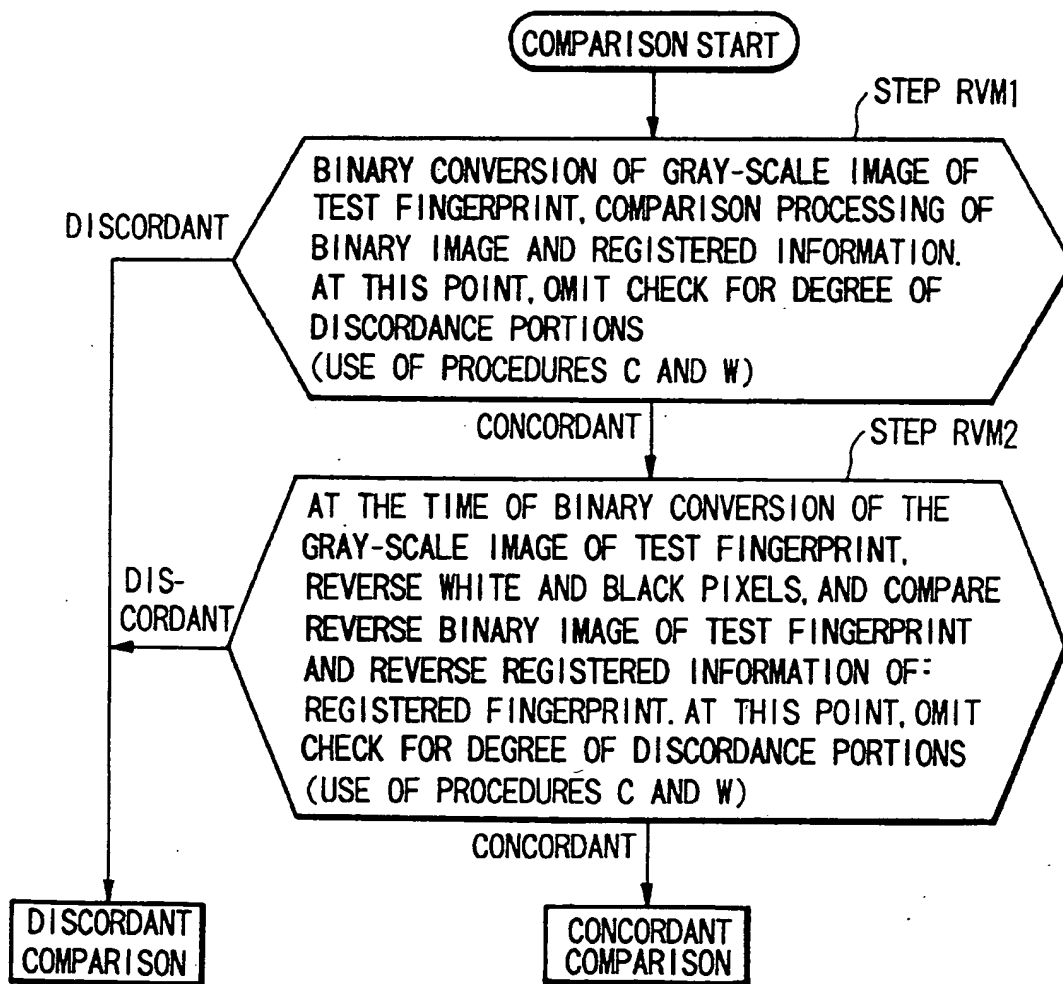 COMPARISON START
STEP RVM1
BINARY CONVERSION OF GRAY-SCALE IMAGE OF
TEST FINGERPRINT, COMPARISON PROCESSING OF
BINARY IMAGE AND REGISTERED INFORMATION.
AT THIS POINT, OMIT CHECK FOR DEGREE OF
DISCORDANCE PORTIONS
(USE OF PROCEDURES C AND W)
DISCORDANT
CONCORDANT
STEP RVM2
AT THE TIME OF BINARY CONVERSION OF THE
GRAY-SCALE IMAGE OF TEST FINGERPRINT,
REVERSE WHITE AND BLACK PIXELS, AND COMPARE
REVERSE BINARY IMAGE OF TEST FINGERPRINT
AND REVERSE REGISTERED INFORMATION OF
REGISTERED FINGERPRINT. AT THIS POINT, OMIT
CHECK FOR DEGREE OF DISCORDANCE PORTIONS
(USE OF PROCEDURES C AND W)
DIS-
CORDANT
CONCORDANT
DISCORDANT
COMPARISON
CONCORDANT
COMPARISON